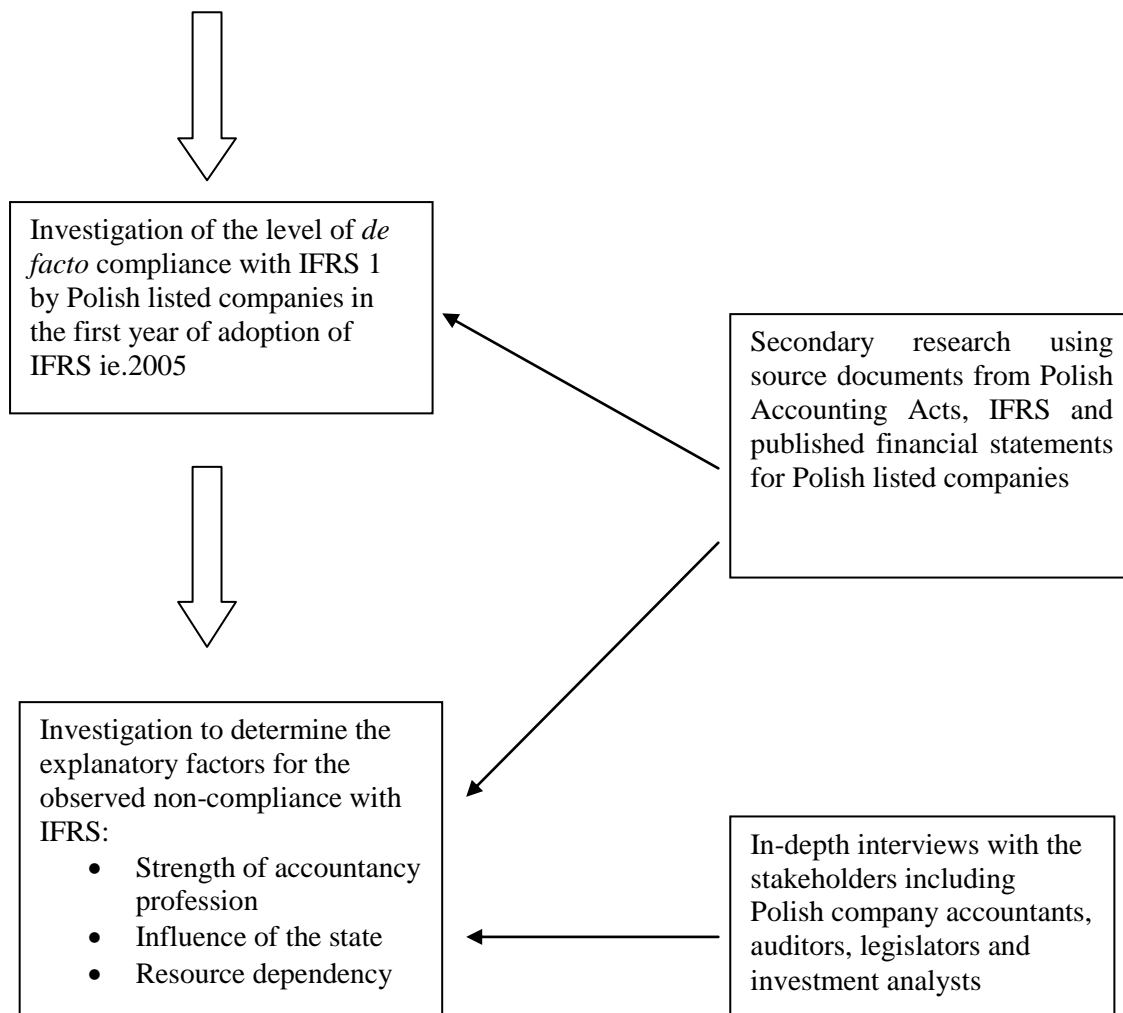 Investigation of the level of de
facto compliance with IFRS 1
by Polish listed companies in
the first year of adoption of
IFRS ie.2005
Secondary research using
source documents from Polish
Accounting Acts, IFRS and
published financial statements
for Polish listed companies
Investigation to determine the
explanatory factors for the
observed non-compliance with
IFRS:
• Strength of accountancy
profession
• Influence of the state
• Resource dependency
In-depth interviews with the
stakeholders including
Polish company accountants,
auditors, legislators and
investment analysts